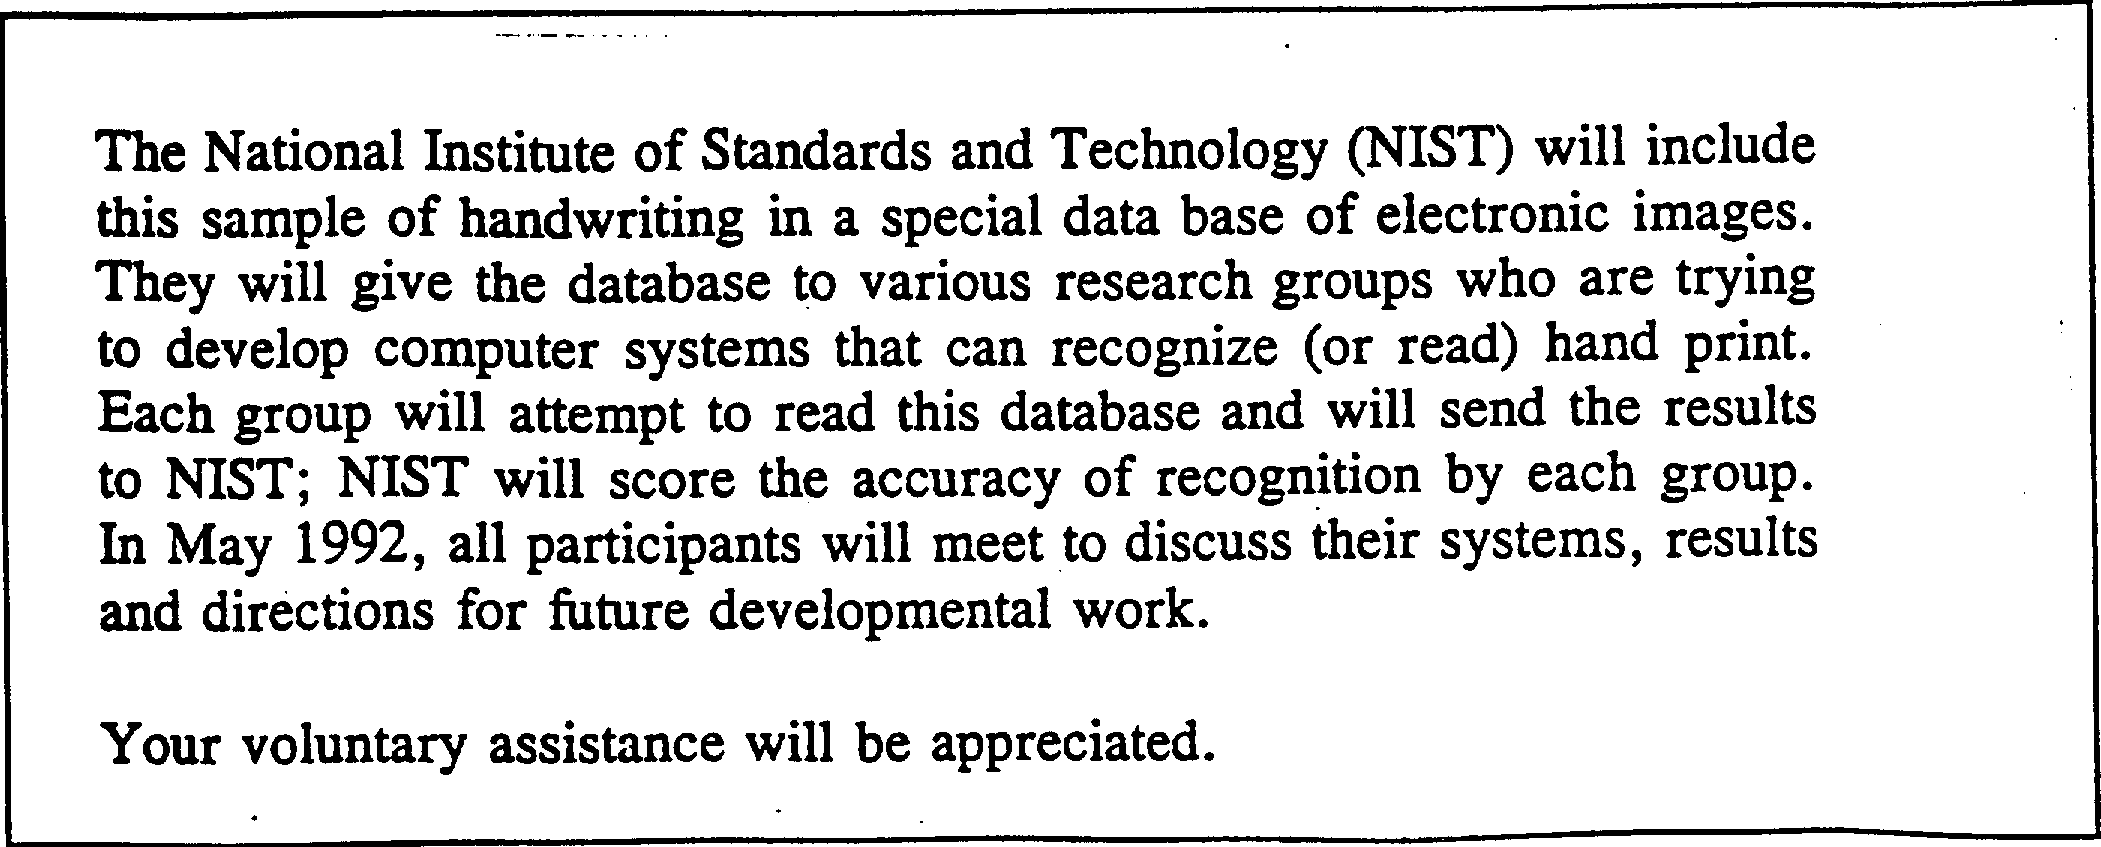 The National Institute of Standards and Technology (NIST) will include
this sample of handwriting in a special data base of electronic images.
They will give the database to various research groups who are trying
to develop computer systems that can recognize (or read) hand print.
Each group will attempt to read this database and will send the results
to NIST; NIST will score the accuracy of recognition by each group.
In May 1992, all participants will meet to discuss their systems, results
and directions for future developmental work.
Your voluntary assistance will be appreciated.